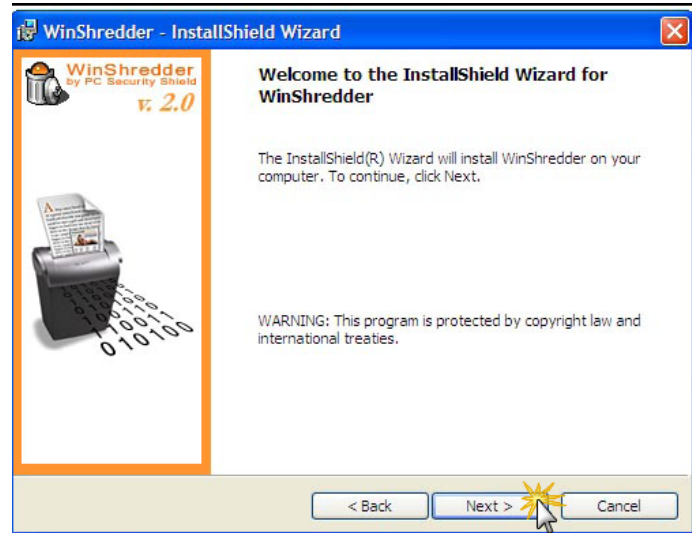 WinShredder - InstallShield Wizard
WinShredder
by PC Security Shield
v. 2.0
Welcome to the InstallShield Wizard for
WinShredder
The InstallShield(R) Wizard will install WinShredder on your
computer. To continue, click Next.
WARNING: This program is protected by copyright law and
international treaties.
010100
< Back
Next >
Cancel